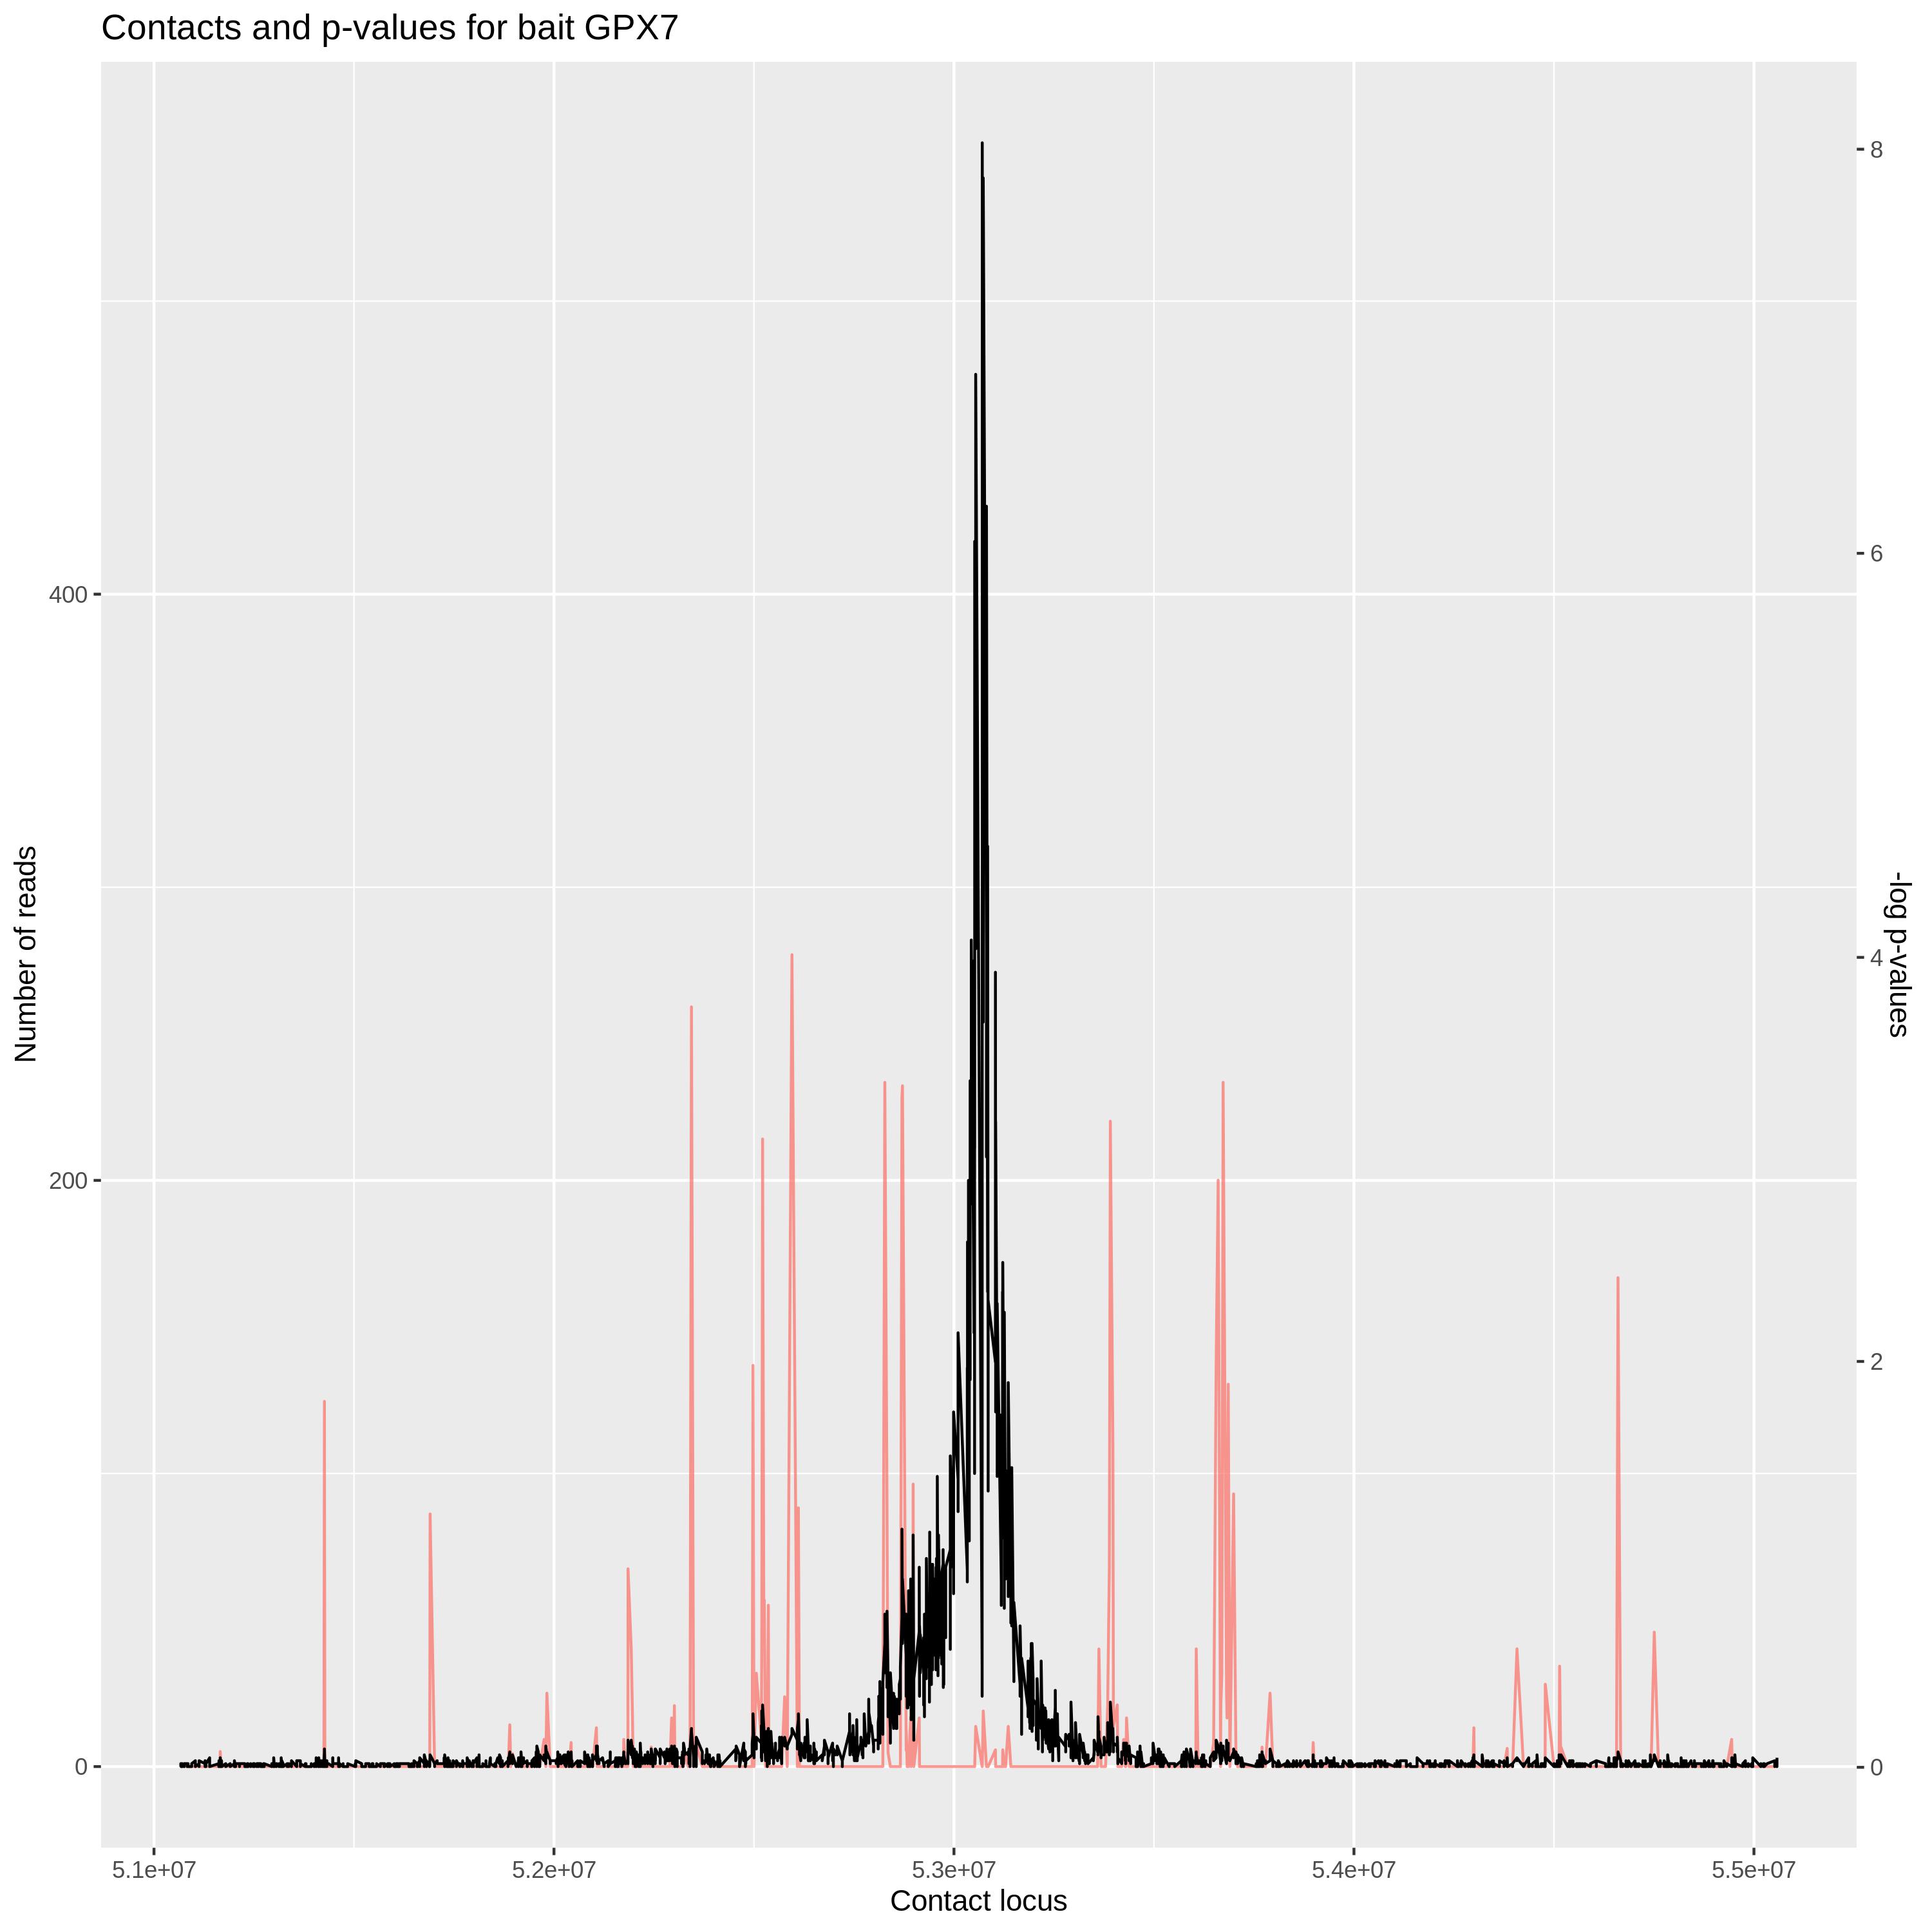 Contacts and p-values for bait GPX7
400
200
0
Number of reads
8
6
4
2
0
-log p-values
5.1e+07
5.2e+07
5.3e+07
5.4e+07
5.5e+07
Contact locus